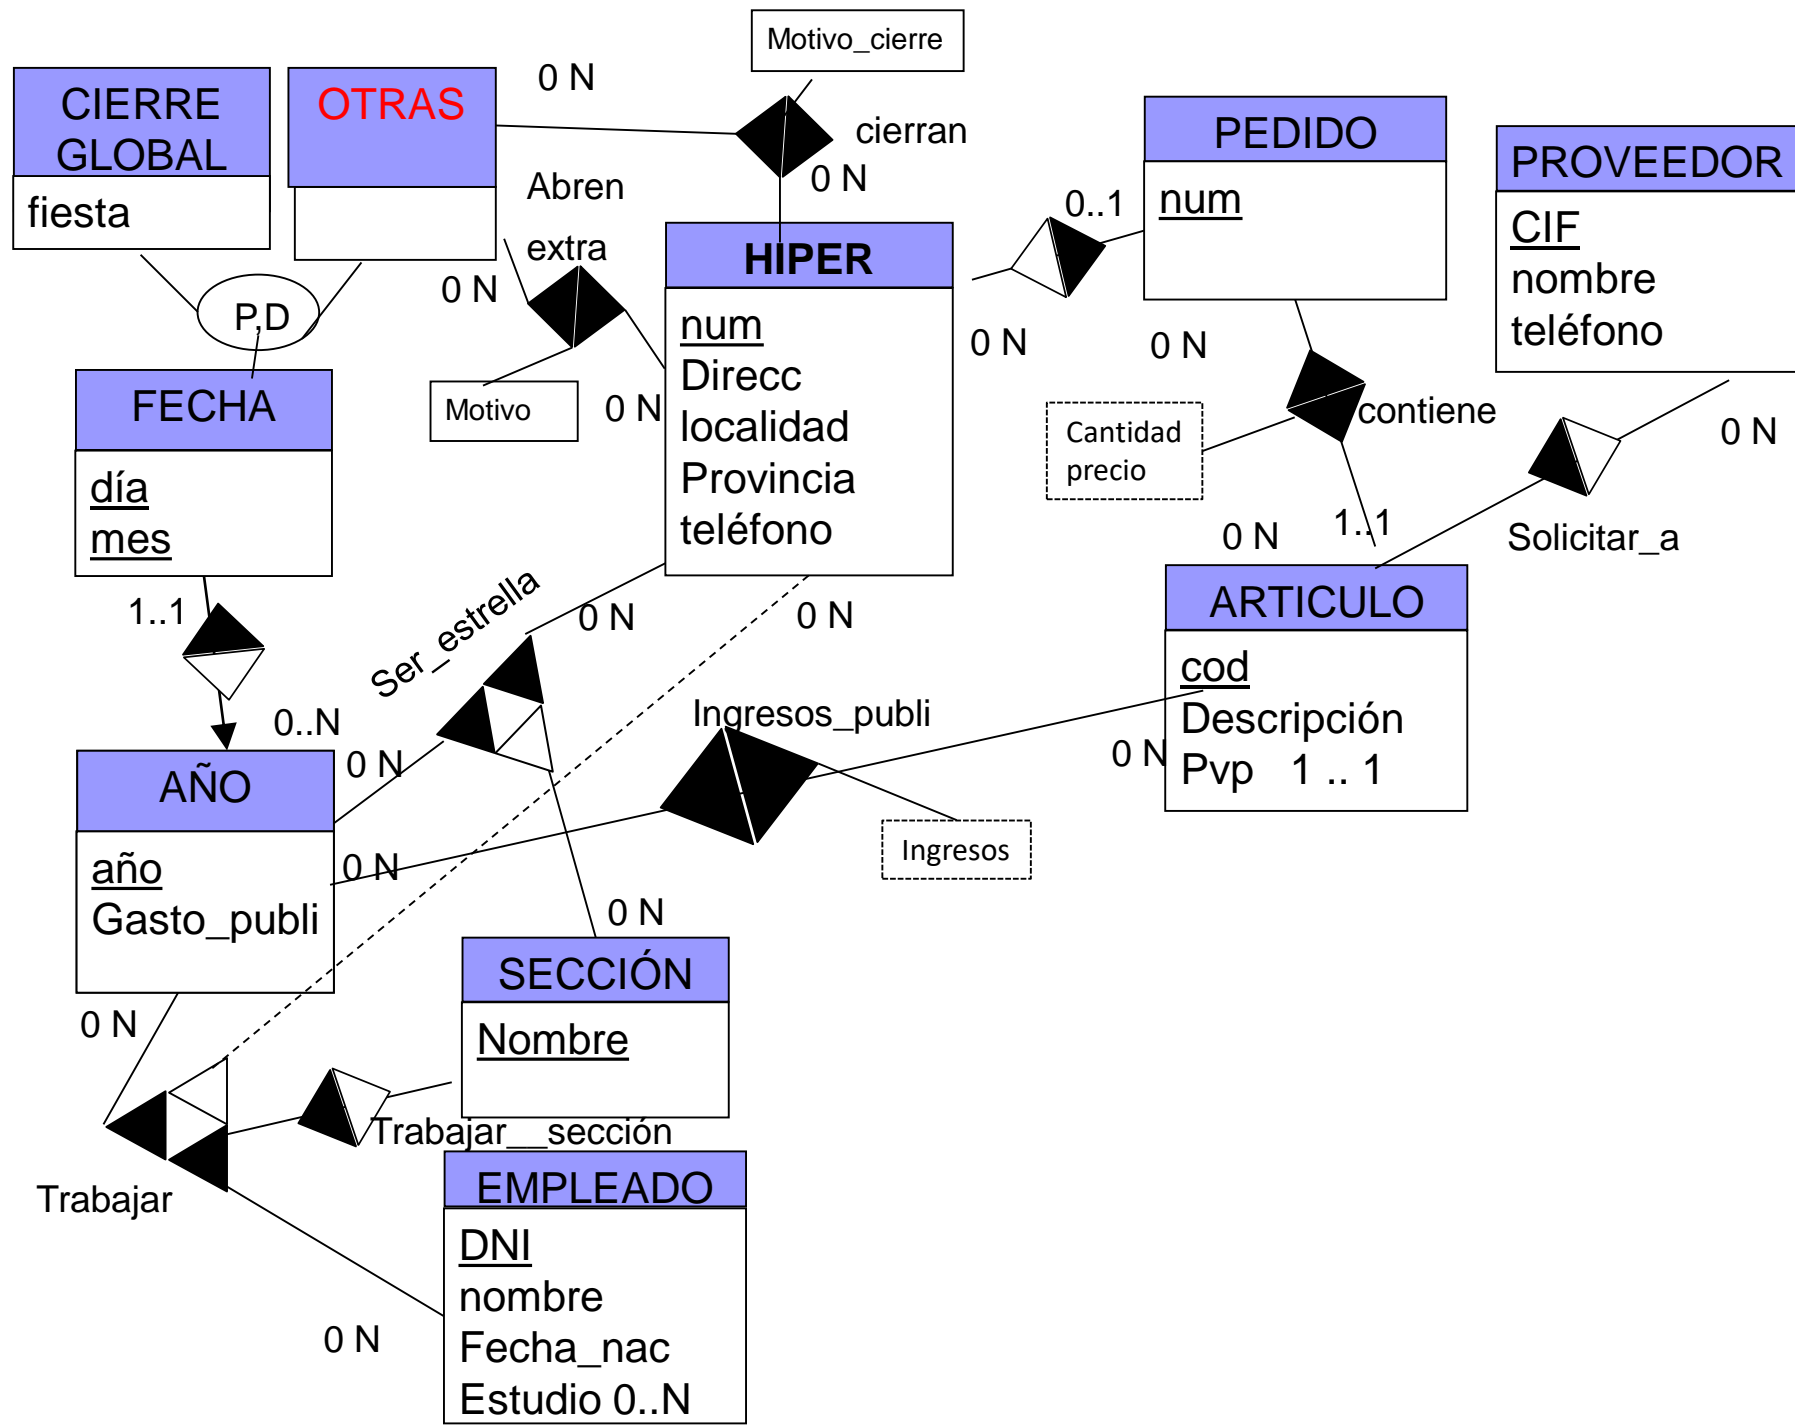 Motivo_cierre
CIERRE
GLOBAL
fiesta
OTRAS
0 N
cierran
0 N
PEDIDO
num
PROVEEDOR
CIF
nombre
teléfono
Abren
extra
0 N
HIPER
num
Direcc
localidad
Provincia
teléfono
0..1
0 N
0 N
P,D
Motivo
0 N
FECHA
día
mes
Cantidad
precio
contiene
0 N
0 N
1..1
Solicitar_a
1..1
Ser_estrella
0 N
0 N
ARTICULO
cod
Descripción
Pvp 1 .. 1
0..N
0 N
Ingresos_publi
0 N
AÑO
año
Gasto_publi
0 N
Ingresos
0 N
SECCIÓN
Nombre
0 N
Trabajar__sección
Trabajar
EMPLEADO
DNI
nombre
Fecha_nac
Estudio 0..N
0 N